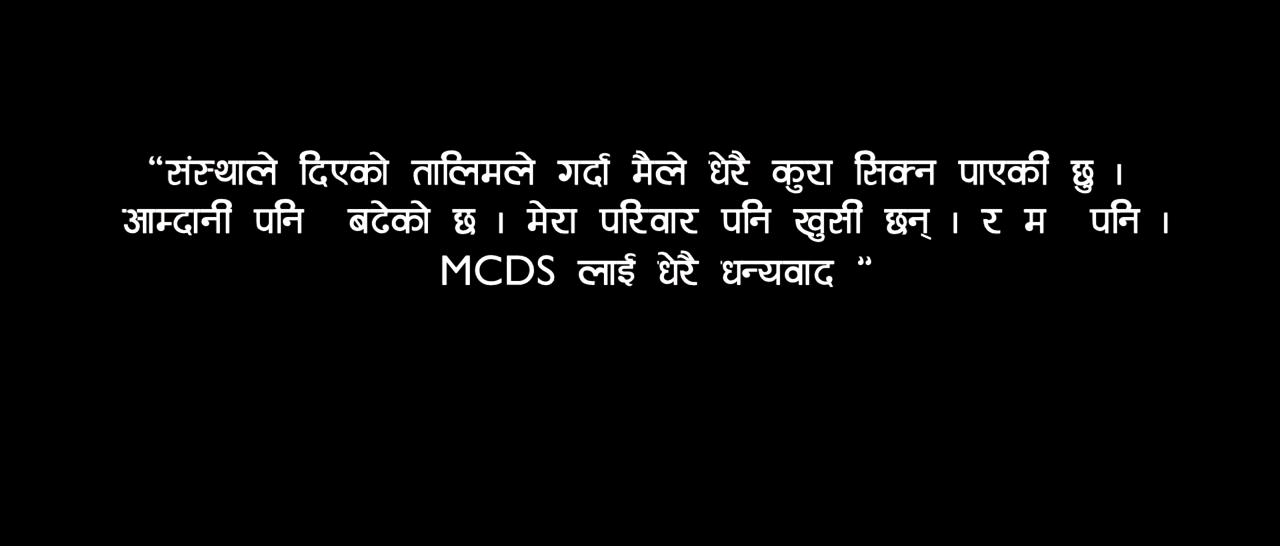 “संस्थाले दिएको तालिमले गर्दा मैले धेरै कुरा सिक्न पाएकी छु ।
आम्दानी पनि बढेको छ । मेरा परिवार पनि खुसी छन् । र म पनि ।
MCDS लाई धेरै धन्यवाद ”